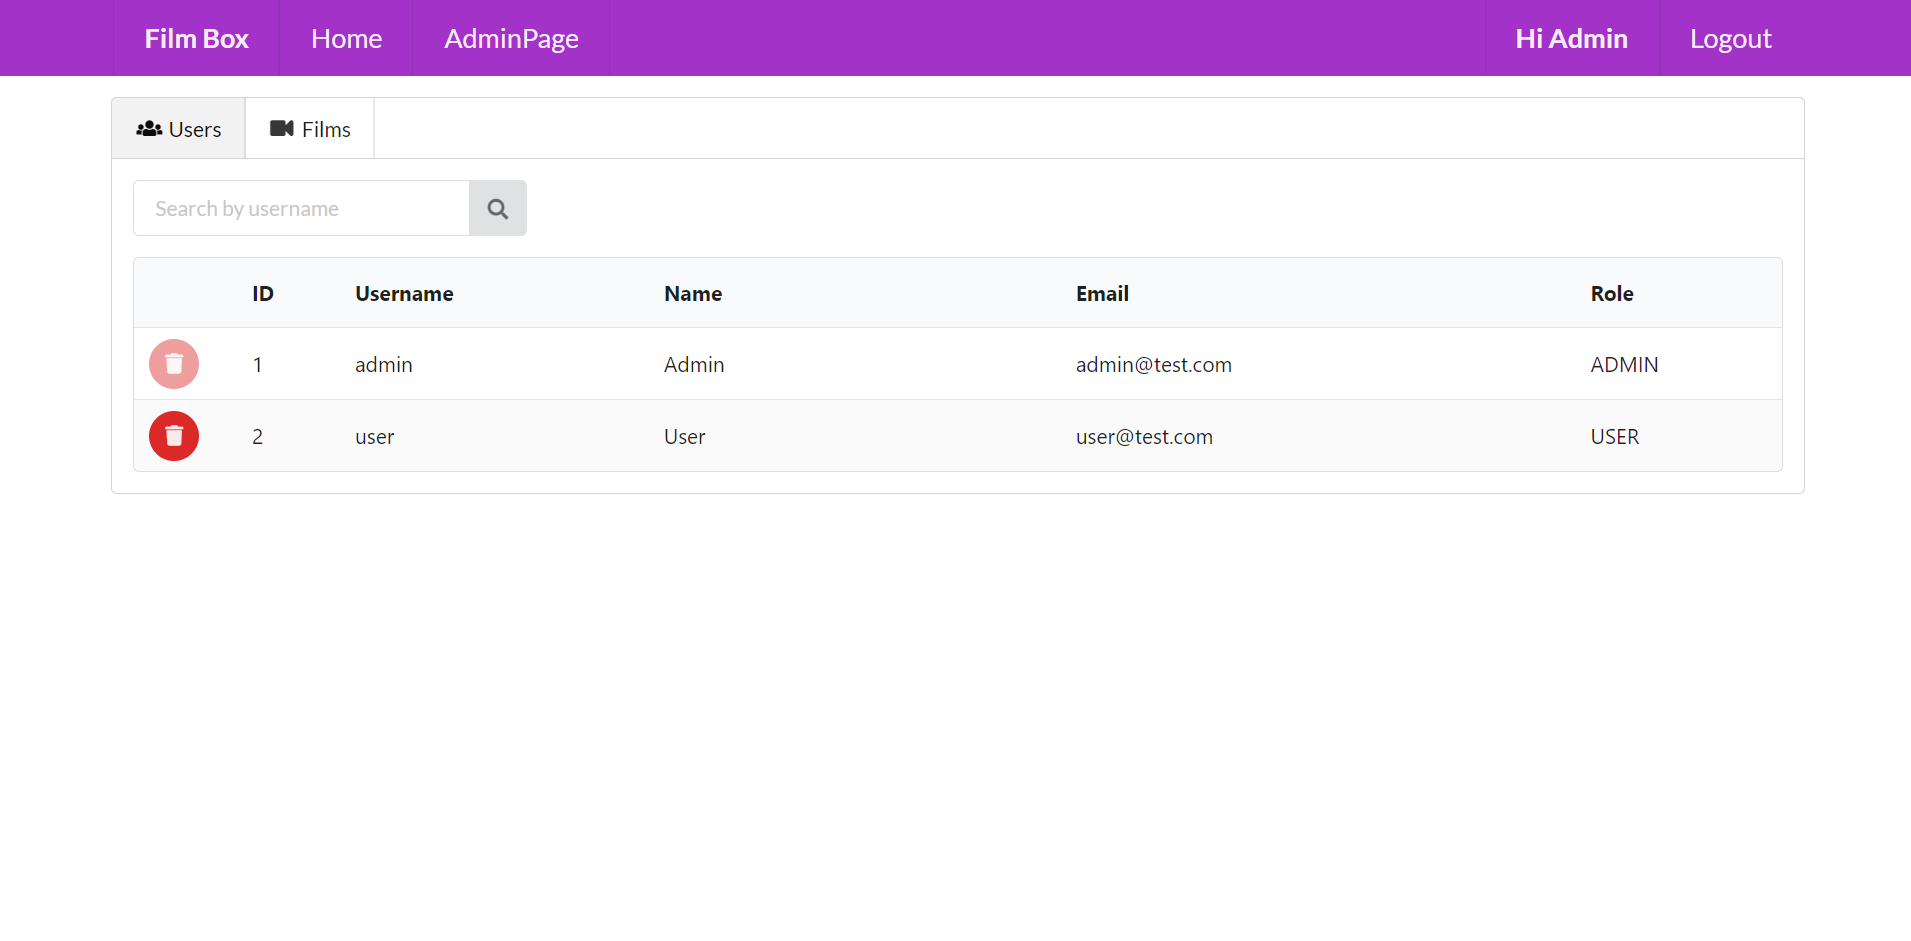 Film Box Home AdminPage Hi Admin Logout
Users Films
Search by username
ID Username Name Email Role
1 admin Admin admin@test.com ADMIN
2 user User user@test.com USER